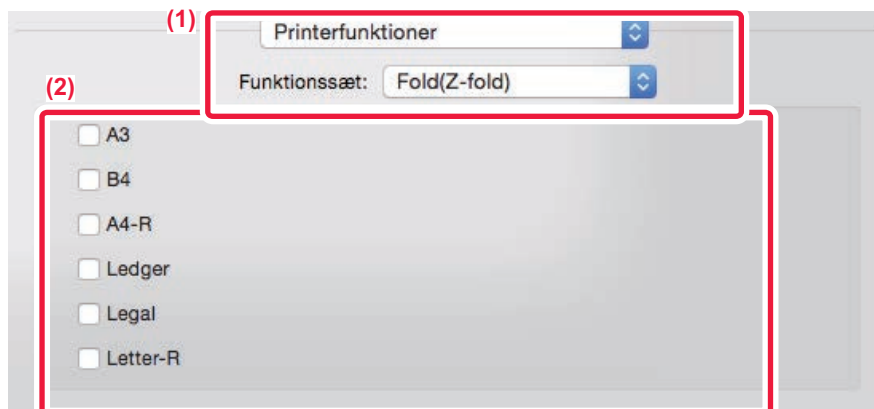 (1)
Printerfunktioner
Funktionssæt: Fold(Z-fold)
(2)
A3
B4
A4-R
Ledger
Legal
Letter-R